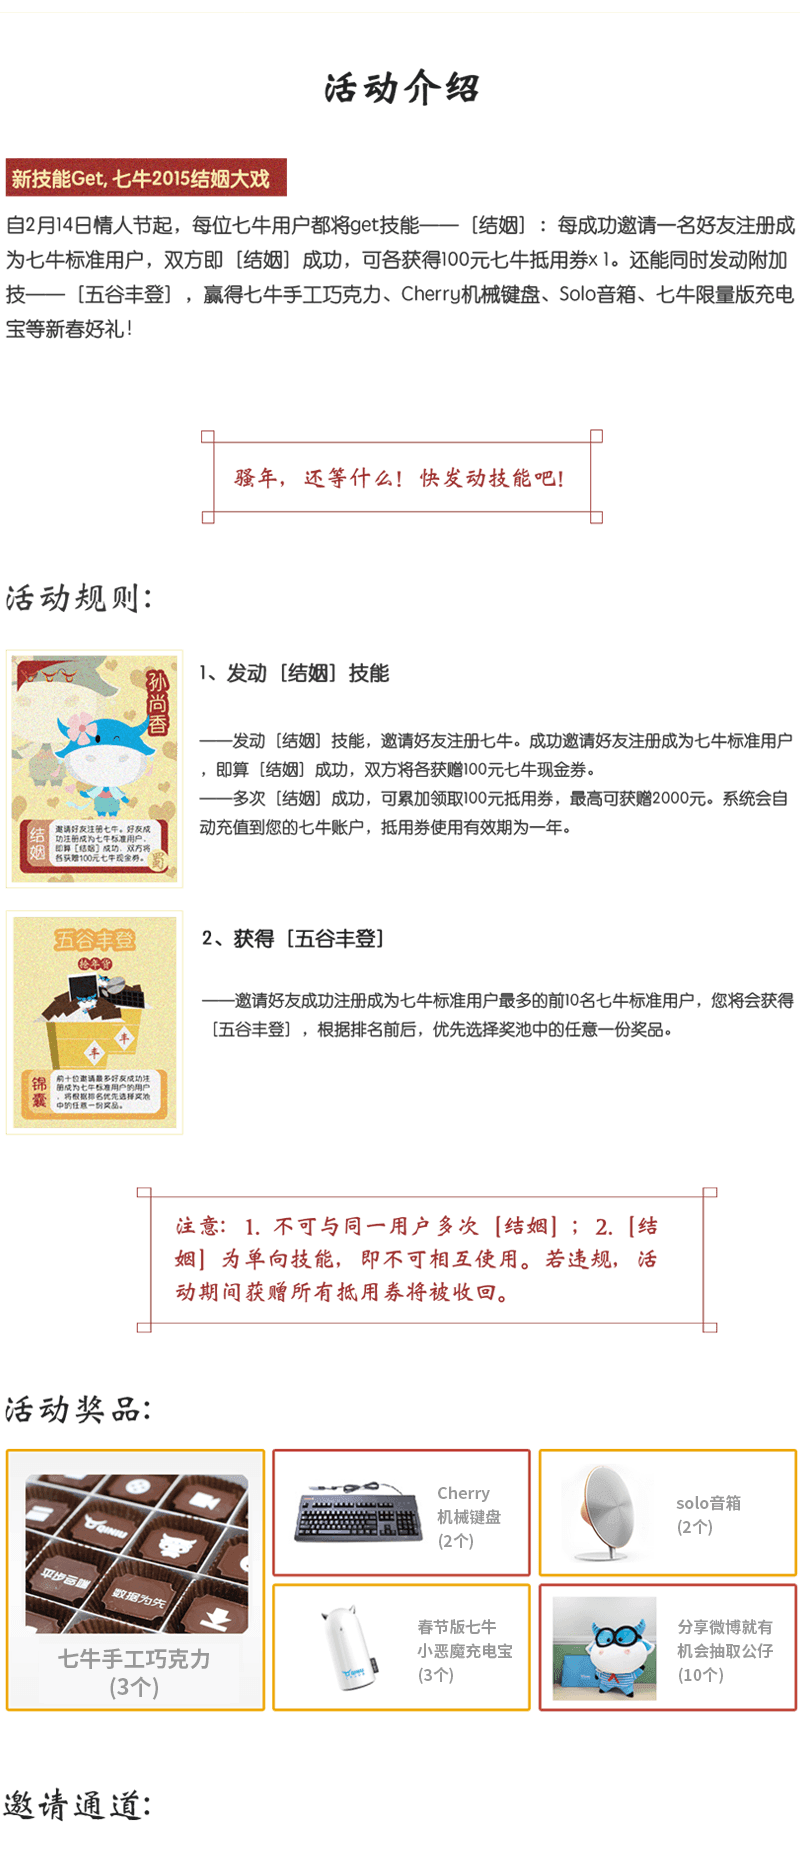 活动介绍
新技能Get, 七牛2015结姻大戏
自2月14日情人节起，每位七牛用户都将get技能——［结姻］：每成功邀请一名好友注册成
为七牛标准用户，双方即［结姻］成功，可各获得100元七牛抵用券x 1。还能同时发动附加
技——［五谷丰登］，赢得七牛手工巧克力、Cherry机械键盘、Solo音箱、七牛限量版充电
宝等新春好礼！
骚年，还等什么！快发动技能吧！
活动规则：
孙尚香
结姻
邀请好友注册七牛。好友成
功注册成为七牛标准用户，
即算［结姻］成功，双方将
各获赠100元七牛现金券。
蜀
1、发动［结姻］技能
——发动［结姻］技能，邀请好友注册七牛。成功邀请好友注册成为七牛标准用户
，即算［结姻］成功，双方将各获赠100元七牛现金券。
——多次［结姻］成功，可累加领取100元抵用券，最高可获赠2000元。系统会自
动充值到您的七牛账户，抵用券使用有效期为一年。
五谷丰登
抢年货
丰
丰
锦囊
前十位邀请最多好友成功注
册成为七牛标准用户的用户
，将根据排名优先选择奖池
中的任意一份奖品。
2、获得［五谷丰登］
——邀请好友成功注册成为七牛标准用户最多的前10名七牛标准用户，您将会获得
［五谷丰登］，根据排名前后，优先选择奖池中的任意一份奖品。
注意：1. 不可与同一用户多次［结姻］；2.［结
姻］为单向技能，即不可相互使用。若违规，活
动期间获赠所有抵用券将被收回。
活动奖品：
平步云端
数据为先
七牛手工巧克力
(3个)
Cherry
机械键盘
(2个)
solo音箱
(2个)
春节版七牛
小恶魔充电宝
(3个)
分享微博就有
机会抽取公仔
(10个)
邀请通道：